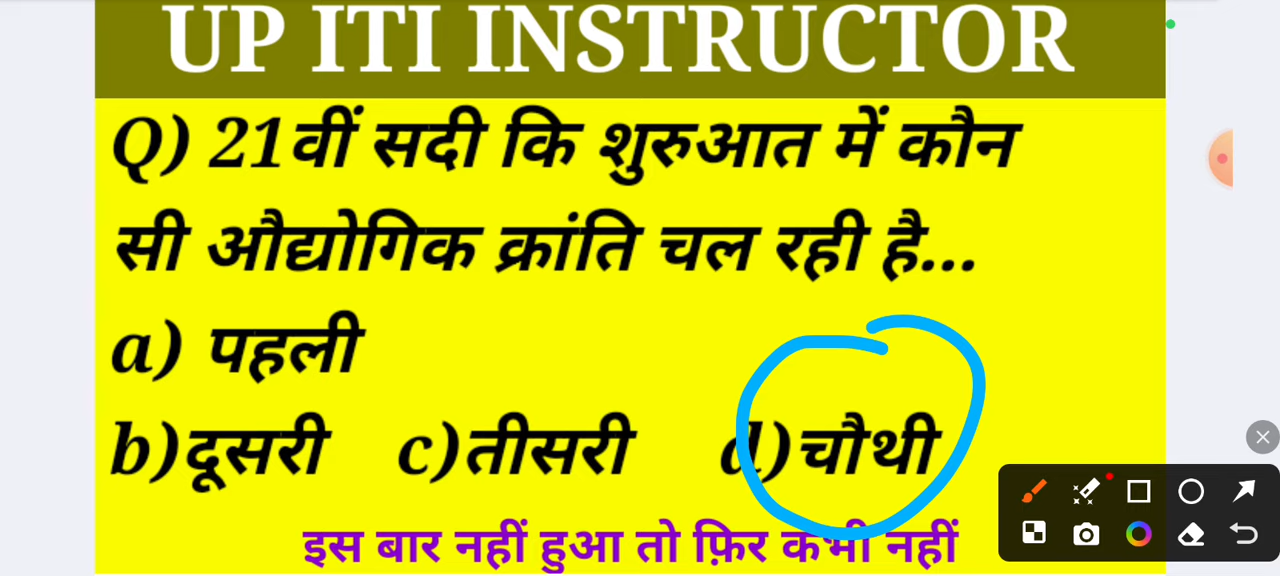 UP ITI INSTRUCTOR
Q) 21वीं सदी कि शुरुआत में कौन
सी औद्योगिक क्रांति चल रही है...
a) पहली
b)दूसरी c)तीसरी d)चौथी
इस बार नहीं हुआ तो फ़िर कभी नहीं